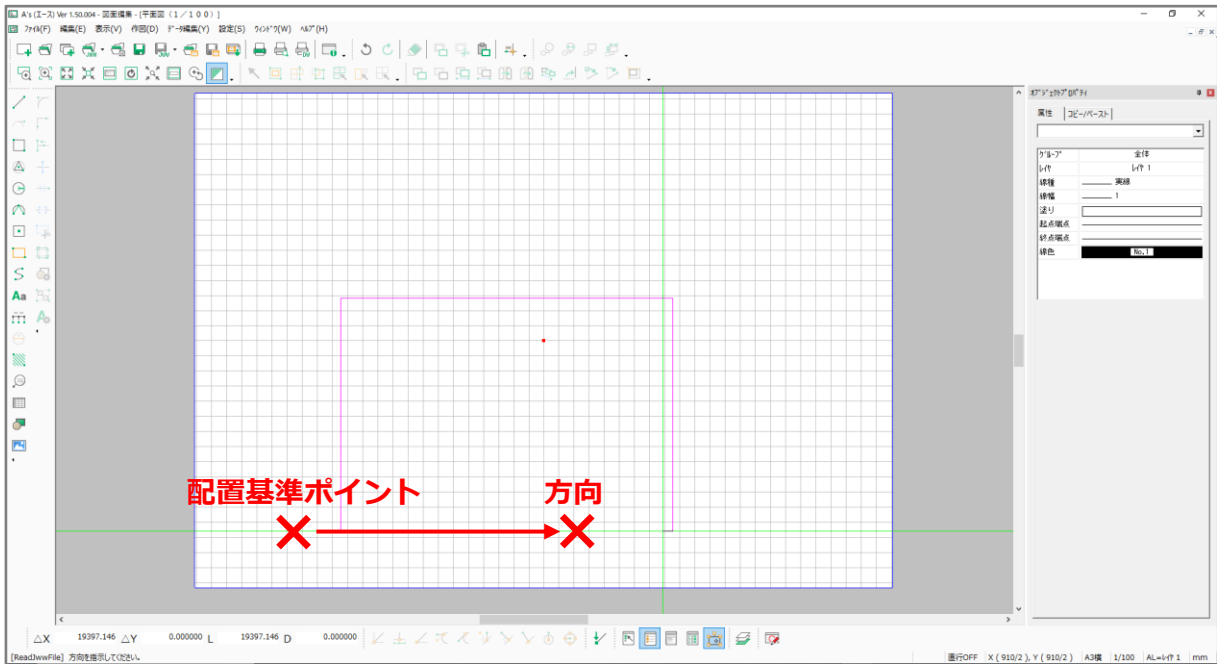 A's (エース) Ver 1.50.004 - 図面編集 - [平面図 (1/100)]
ファイル(F) 編集(E) 表示(V) 作図(D) データ編集(Y) 設定(S) ウィンドウ(W) ヘルプ(H)
オブジェクトプロパティ
属性 コピー/ペースト
グループ 全体
レイヤ レイヤ 1
線種 実線
線幅 1
塗り
起点端点
終点端点
線色 No.1
Aa
配置基準ポイント 方向
△X 19397.146 △Y 0.000000 L 19397.146 D 0.000000
[ReadJwwFile] 方向を指示してください。
直行OFF X ( 910/2 ), Y ( 910/2 ) A3横 1/100 AL=レイヤ 1 mm